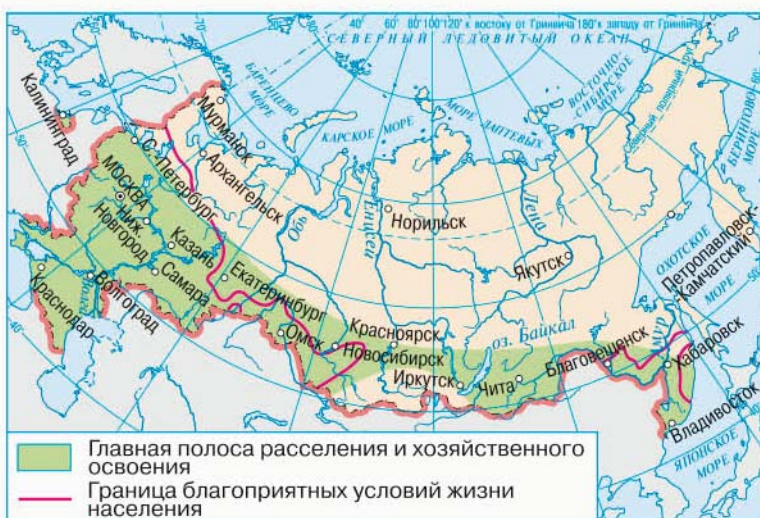 40° 60° 80° 100° 120° к востоку от Гринвича 180° к западу от Гринвича
СЕВЕРНЫЙ ЛЕДОВИТЫЙ ОКЕАН
БАРЕНЦЕВО
МОРЕ
КАРСКОЕ МОРЕ
МОРЕ ЛАПТЕВЫХ
ВОСТОЧНО-
СИБИРСКОЕ
МОРЕ
Северный полярный круг
БЕРИНГОВО
МОРЕ
Калининград
Мурманск
С.-Петербург
Архангельск
МОСКВА
Ниж.
Новгород
Казань
Обь
Енисей
Норильск
Лена
Якутск
ОХОТСКОЕ
МОРЕ
Петропавловск-
Камчатский
Краснодар
Волга
Волгоград
Самара
Екатеринбург
Омск
Красноярск
Новосибирск
Иркутск
оз. Байкал
Чита
Благовещенск
Амур
Хабаровск
Владивосток
ЯПОНСКОЕ
МОРЕ
Главная полоса расселения и хозяйственного
освоения
Граница благоприятных условий жизни
населения